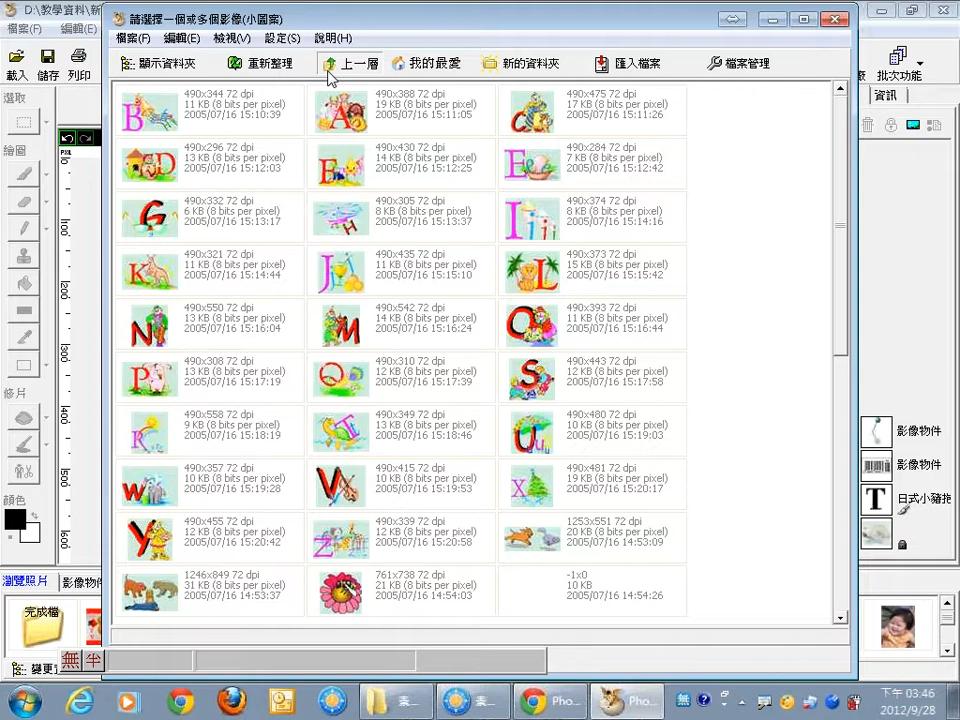 D:\教學資料\新
請選擇一個或多個影像(小圖案)
檔案(F) 編輯(E)
檔案(F) 編輯(E) 檢視(V) 設定(S) 說明(H)
載入 儲存 列印
顯示資料夾 重新整理 上一層 我的最愛 新的資料夾 匯入檔案 檔案管理
批次功能
選取
資訊
繪圖
修片
顏色
490x344 72 dpi
11 KB (8 bits per pixel)
2005/07/16 15:10:39
490x388 72 dpi
19 KB (8 bits per pixel)
2005/07/16 15:11:05
490x475 72 dpi
17 KB (8 bits per pixel)
2005/07/16 15:11:26
490x296 72 dpi
13 KB (8 bits per pixel)
2005/07/16 15:12:03
490x430 72 dpi
14 KB (8 bits per pixel)
2005/07/16 15:12:25
490x284 72 dpi
7 KB (8 bits per pixel)
2005/07/16 15:12:42
490x332 72 dpi
6 KB (8 bits per pixel)
2005/07/16 15:13:17
490x305 72 dpi
8 KB (8 bits per pixel)
2005/07/16 15:13:37
490x374 72 dpi
8 KB (8 bits per pixel)
2005/07/16 15:14:16
490x321 72 dpi
11 KB (8 bits per pixel)
2005/07/16 15:14:44
490x435 72 dpi
11 KB (8 bits per pixel)
2005/07/16 15:15:10
490x373 72 dpi
15 KB (8 bits per pixel)
2005/07/16 15:15:42
490x550 72 dpi
13 KB (8 bits per pixel)
2005/07/16 15:16:04
490x542 72 dpi
14 KB (8 bits per pixel)
2005/07/16 15:16:24
490x393 72 dpi
11 KB (8 bits per pixel)
2005/07/16 15:16:44
490x308 72 dpi
13 KB (8 bits per pixel)
2005/07/16 15:17:19
490x310 72 dpi
12 KB (8 bits per pixel)
2005/07/16 15:17:39
490x443 72 dpi
12 KB (8 bits per pixel)
2005/07/16 15:17:58
490x558 72 dpi
9 KB (8 bits per pixel)
2005/07/16 15:18:19
490x349 72 dpi
13 KB (8 bits per pixel)
2005/07/16 15:18:46
490x480 72 dpi
10 KB (8 bits per pixel)
2005/07/16 15:19:03
490x357 72 dpi
10 KB (8 bits per pixel)
2005/07/16 15:19:28
490x415 72 dpi
10 KB (8 bits per pixel)
2005/07/16 15:19:53
490x481 72 dpi
19 KB (8 bits per pixel)
2005/07/16 15:20:17
490x455 72 dpi
12 KB (8 bits per pixel)
2005/07/16 15:20:42
490x339 72 dpi
12 KB (8 bits per pixel)
2005/07/16 15:20:58
1253x551 72 dpi
20 KB (8 bits per pixel)
2005/07/16 14:53:09
1246x849 72 dpi
31 KB (8 bits per pixel)
2005/07/16 14:53:37
761x738 72 dpi
21 KB (8 bits per pixel)
2005/07/16 14:54:03
-1x0
10 KB
2005/07/16 14:54:26
影像物件
影像物件
日式小豬拖
瀏覽照片 影像物件
完成檔
變更
無 半
素... 素... Pho... Pho...
無
下午 03:46
2012/9/28